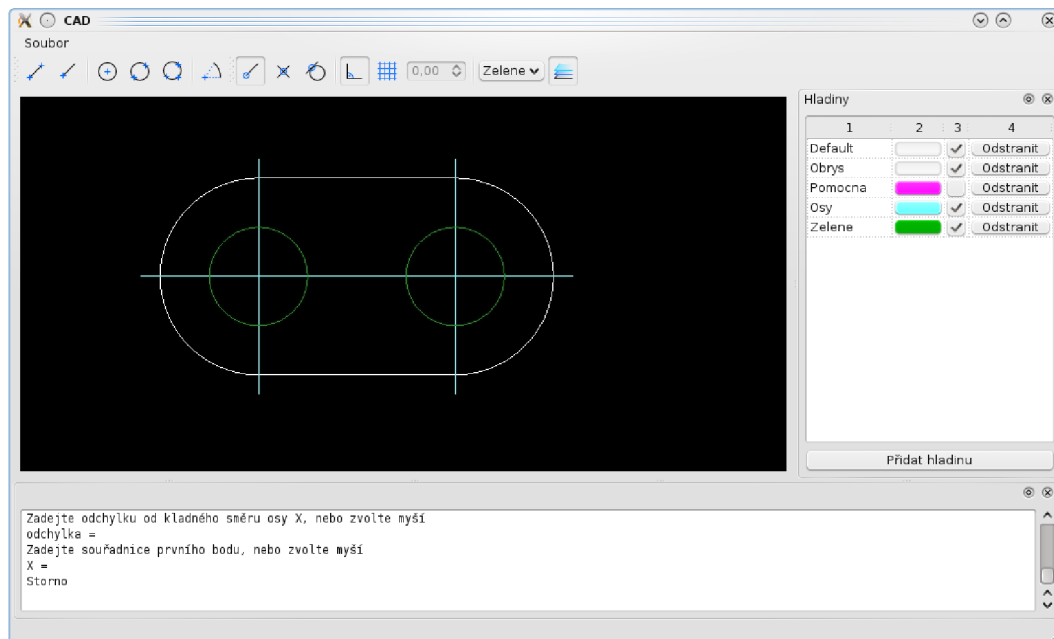 CAD
Soubor
0,00 Zelene
Hladiny
1 2 3 4
Default Odstranit
Obrys Odstranit
Pomocna Odstranit
Osy Odstranit
Zelene Odstranit
Přidat hladinu
Zadejte odchylku od kladného směru osy X, nebo zvolte myší
odchylka =
Zadejte souřadnice prvního bodu, nebo zvolte myší
X =
Storno